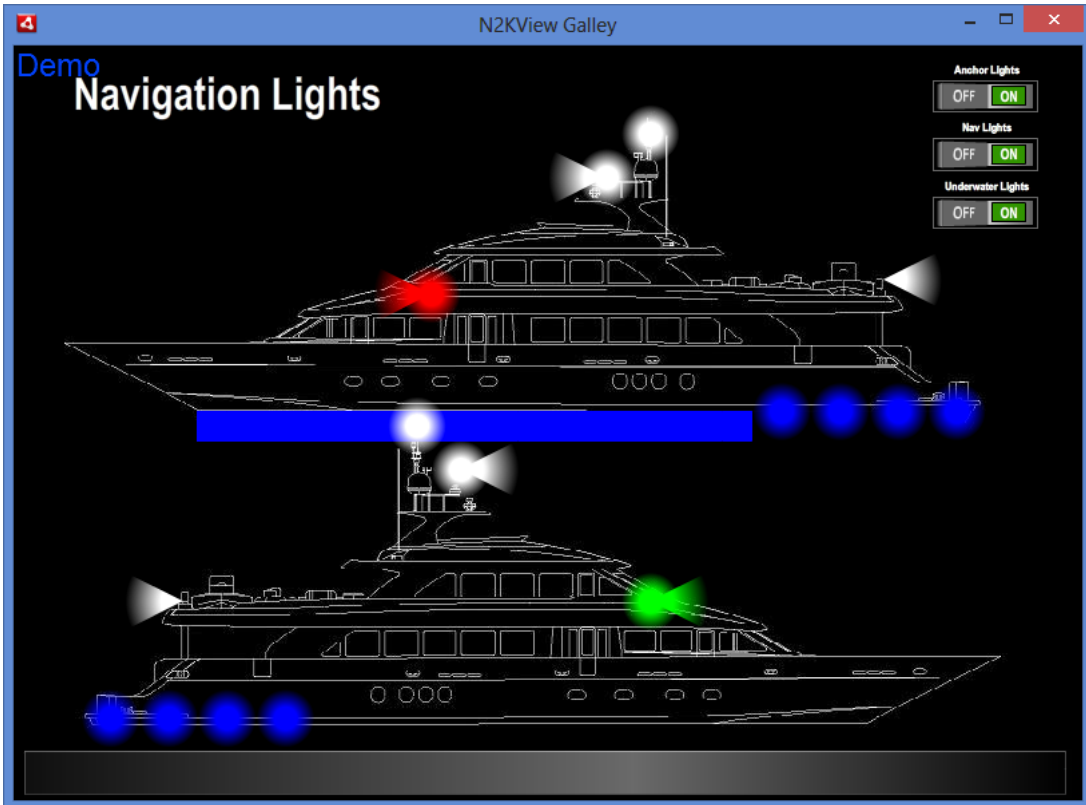 N2KView Galley
Demo
Navigation Lights
Anchor Lights
OFF ON
Nav Lights
OFF ON
Underwater Lights
OFF ON